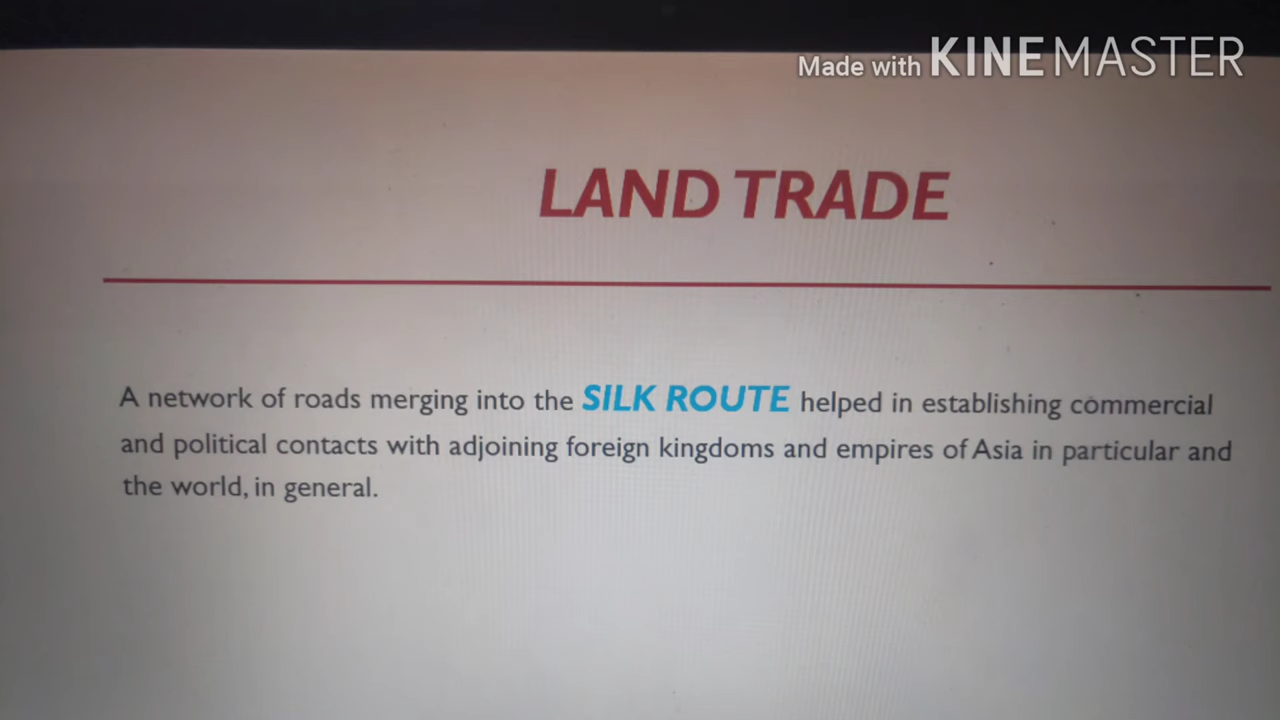 Made with KINEMASTER
LAND TRADE
A network of roads merging into the SILK ROUTE helped in establishing commercial
and political contacts with adjoining foreign kingdoms and empires of Asia in particular and
the world, in general.